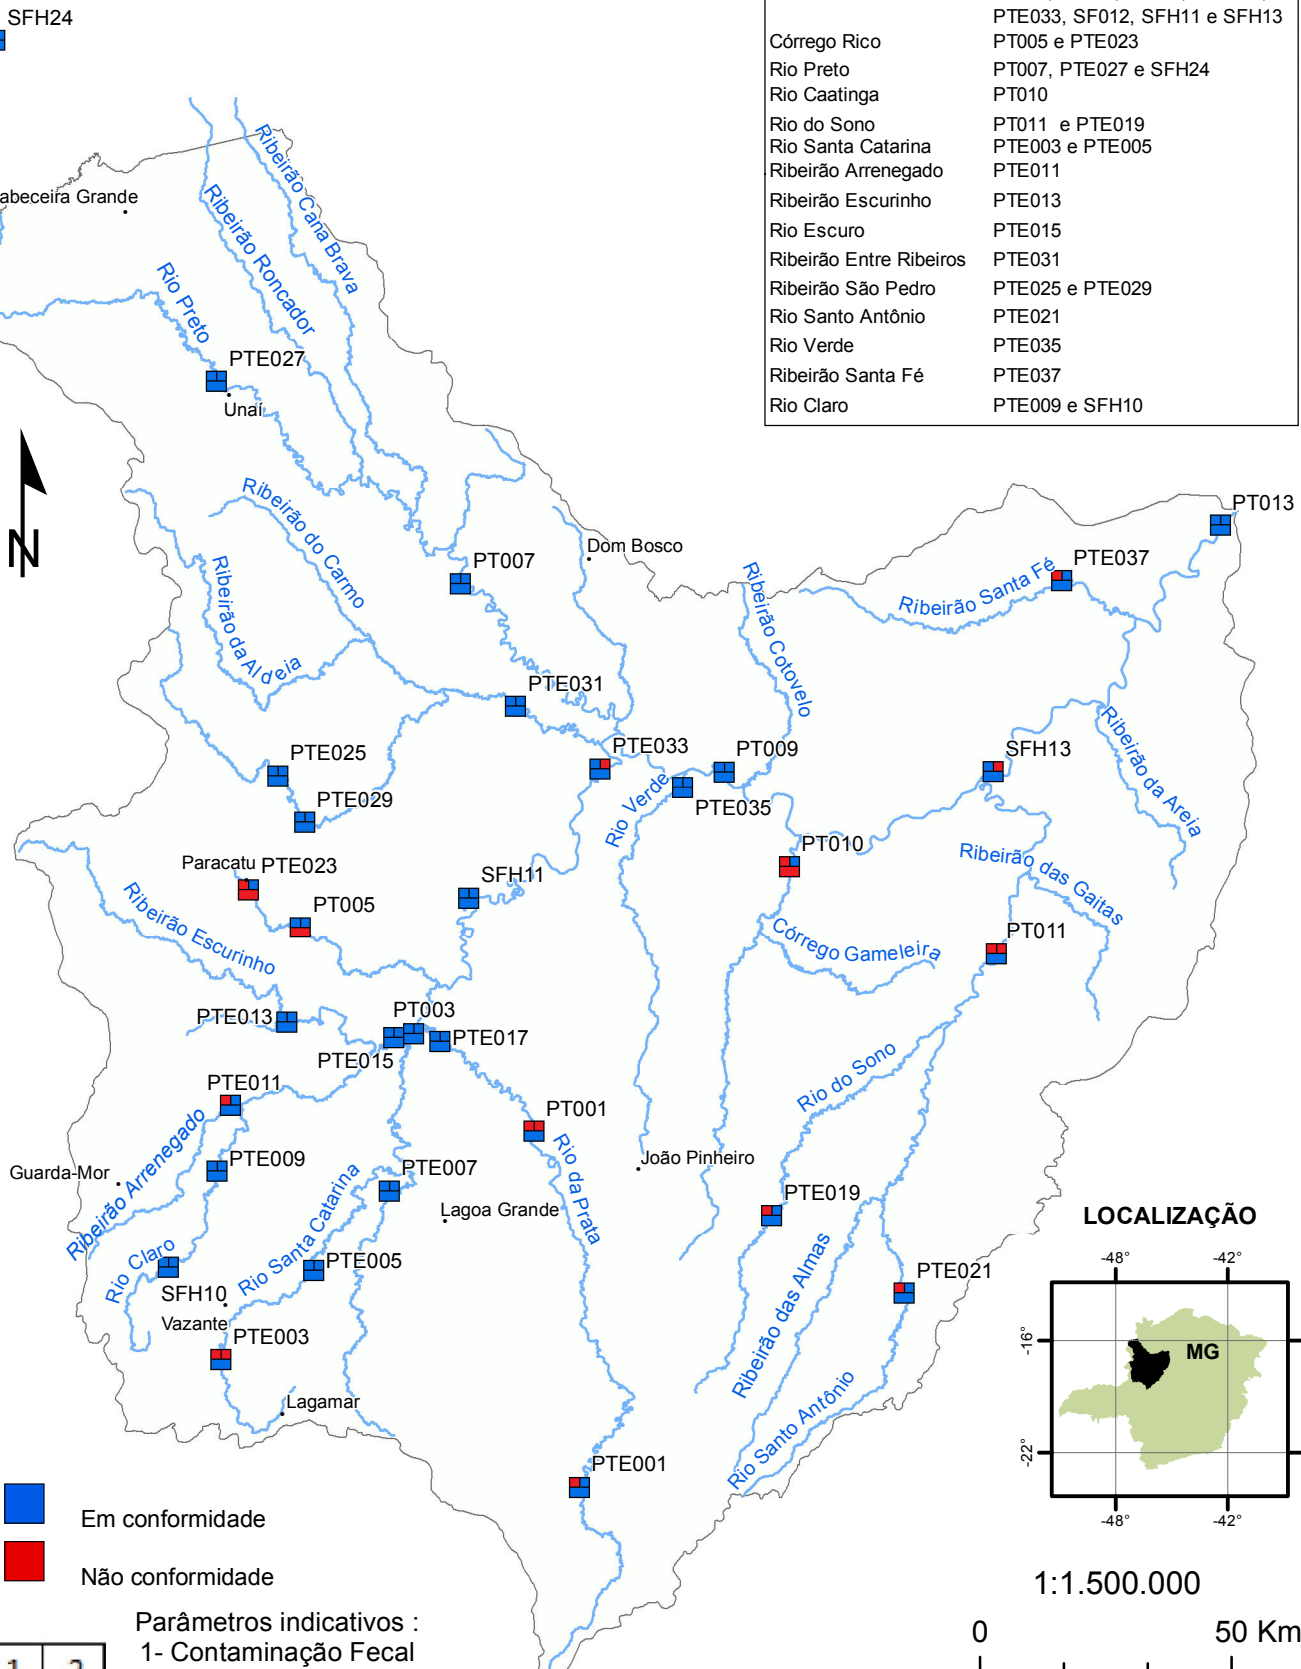 SFH24
PTE033, SF012, SFH11 e SFH13
Córrego Rico PT005 e PTE023
Rio Preto PT007, PTE027 e SFH24
Rio Caatinga PT010
Rio do Sono PT011 e PTE019
Rio Santa Catarina PTE003 e PTE005
Ribeirão Arrenegado PTE011
Ribeirão Escurinho PTE013
Rio Escuro PTE015
Ribeirão Entre Ribeiros PTE031
Ribeirão São Pedro PTE025 e PTE029
Rio Santo Antônio PTE021
Rio Verde PTE035
Ribeirão Santa Fé PTE037
Rio Claro PTE009 e SFH10
abeceira Grande
Ribeirão Cana Brava
Ribeirão Roncador
Rio Preto
PTE027
Unaí
N
Ribeirão do Carmo
Ribeirão da Aldeia
PT007
Dom Bosco
PT013
PTE037
Ribeirão Santa Fé
Ribeirão Cotovelo
PTE031
PTE025
PTE029
PTE033
PT009
PTE035
Rio Verde
SFH13
Ribeirão da Areia
PT010
Ribeirão das Gaitas
Paracatu
PTE023
PT005
SFH11
Ribeirão Escurinho
Córrego Gameleira
PT011
PTE013
PT003
PTE015
PTE017
PTE011
PT001
Rio do Sono
Ribeirão Arrenegado
PTE009
Guarda-Mor
PTE007
Rio da Prata
João Pinheiro
Lagoa Grande
PTE019
Rio Santa Catarina
Rio Claro
PTE005
SFH10
Vazante
Ribeirão das Almas
PTE021
PTE003
Lagamar
Rio Santo Antônio
PTE001
LOCALIZAÇÃO
-48° -42°
-16°
MG
-22°
-48° -42°
Em conformidade
Não conformidade
Parâmetros indicativos :
1- Contaminação Fecal
1 2
1:1.500.000
0 50 Km